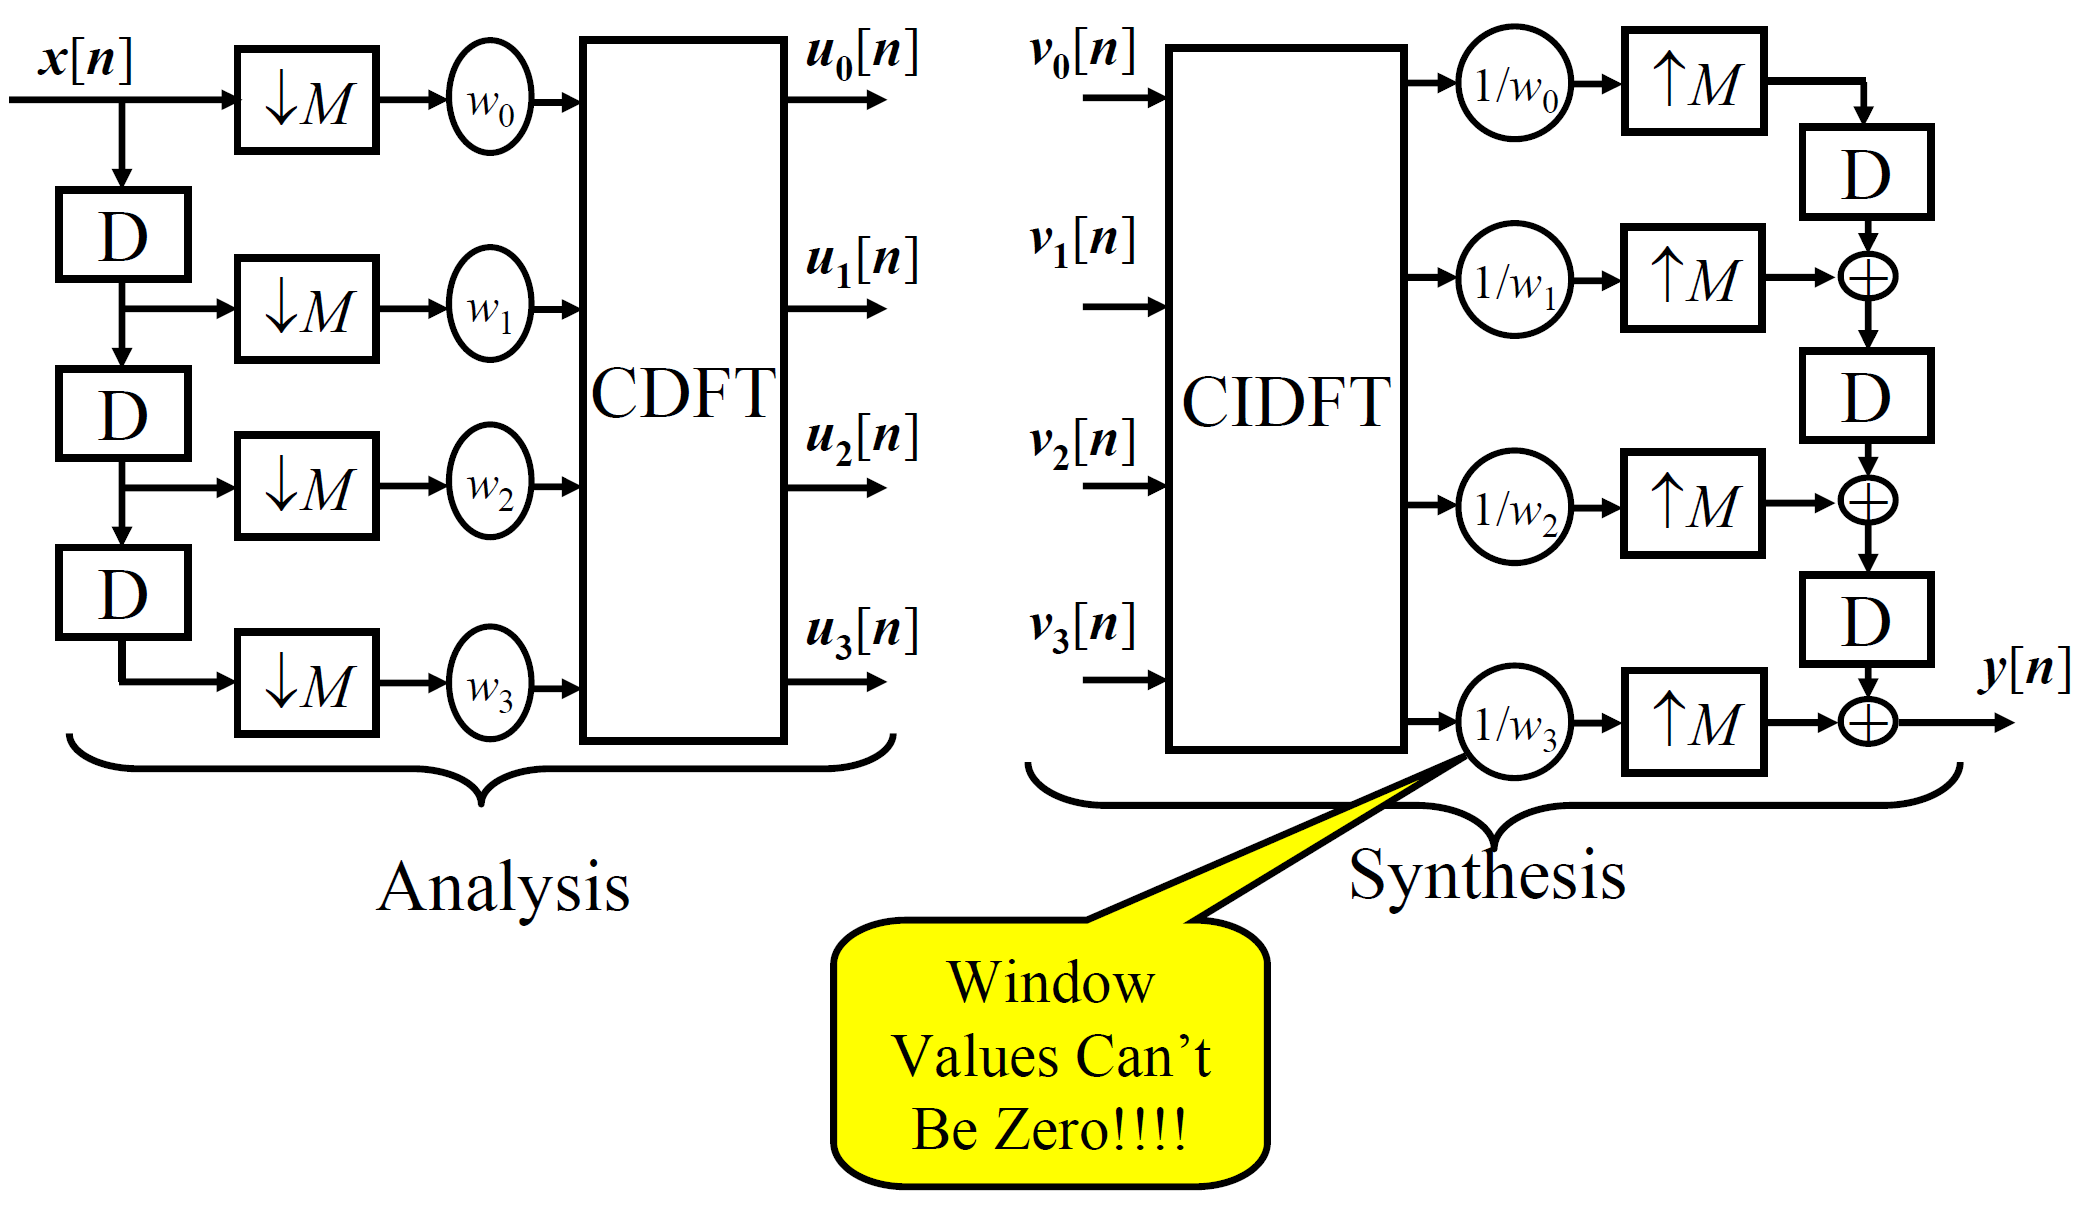 x[n]
↓M
w0
u0[n]
v0[n]
1/w0
↑M
D
D
↓M
w1
u1[n]
v1[n]
1/w1
↑M
+
CDFT
CIDFT
D
D
↓M
w2
u2[n]
v2[n]
1/w2
↑M
+
D
D
↓M
w3
u3[n]
v3[n]
1/w3
↑M
+
y[n]
Analysis
Synthesis
Window
Values Can’t
Be Zero!!!!